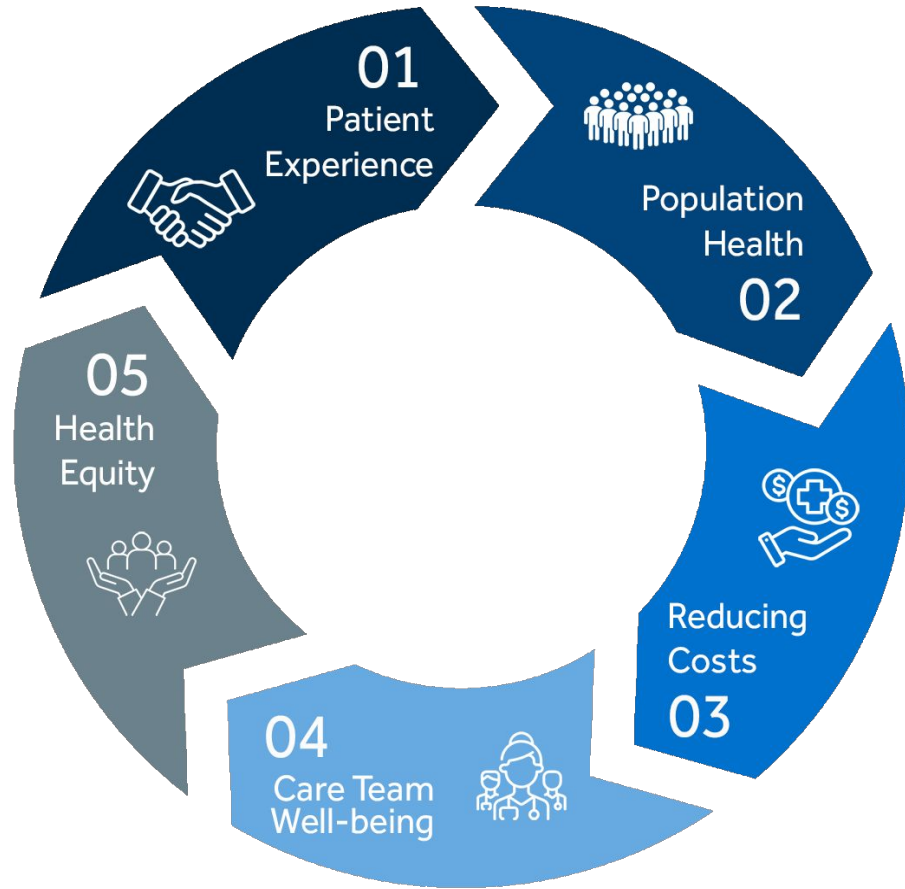 01
Patient
Experience
Population
Health
02
$
$
Reducing
Costs
03
04
Care Team
Well-being
05
Health
Equity